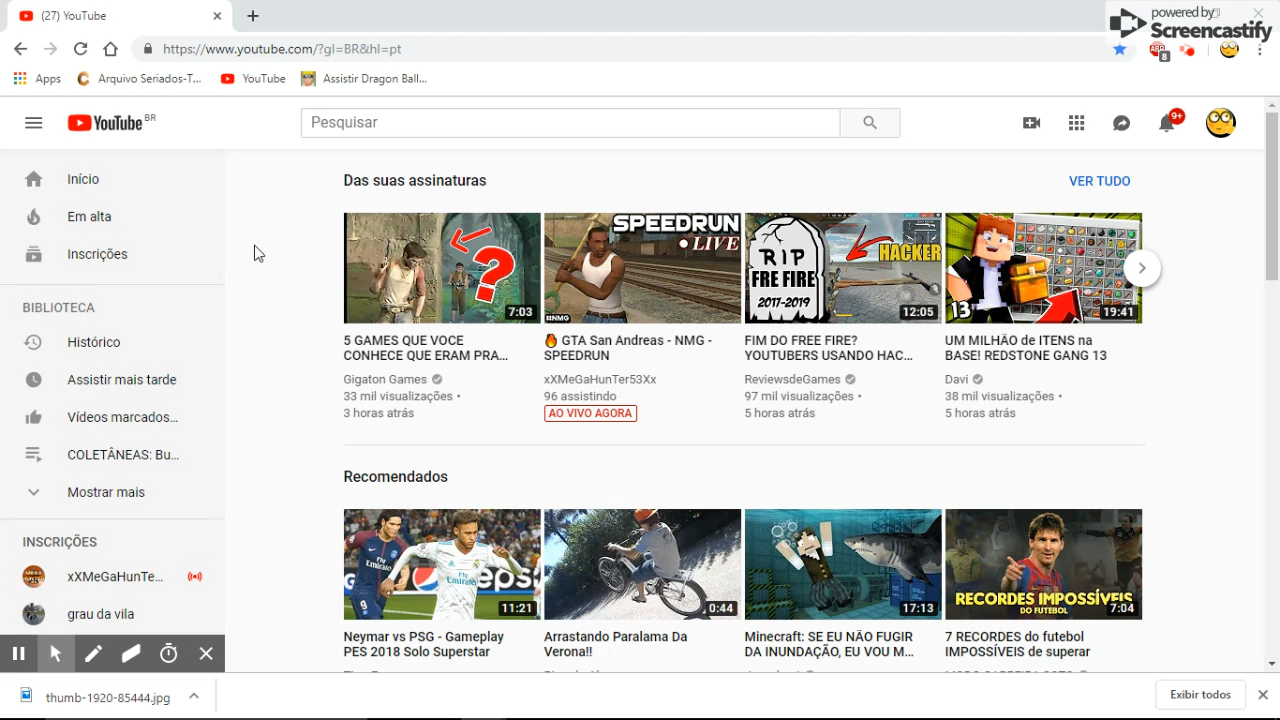 (27) YouTube
powered by
Screencastify
https://www.youtube.com/?gl=BR&hl=pt
8
Apps
Arquivo Seriados-T...
YouTube
Assistir Dragon Ball...
YouTube BR
Pesquisar
9+
Início
Em alta
Inscrições
BIBLIOTECA
Histórico
Assistir mais tarde
Vídeos marcados...
COLETÂNEAS: Bu...
Mostrar mais
INSCRIÇÕES
xXMeGaHunTe...
grau da vila
Das suas assinaturas
VER TUDO
?
7:03
5 GAMES QUE VOCE
CONHECE QUE ERAM PRA...
Gigaton Games
33 mil visualizações •
3 horas atrás
SPEEDRUN
LIVE
#NMG
🔥 GTA San Andreas - NMG -
SPEEDRUN
xXMeGaHunTer53Xx
96 assistindo
AO VIVO AGORA
RIP
FRE FIRE
2017-2019
HACKER
12:05
FIM DO FREE FIRE?
YOUTUBERS USANDO HAC...
ReviewsdeGames
97 mil visualizações •
5 horas atrás
13
19:41
UM MILHÃO de ITENS na
BASE! REDSTONE GANG 13
Davi
38 mil visualizações •
5 horas atrás
Recomendados
11:21
Neymar vs PSG - Gameplay
PES 2018 Solo Superstar
0:44
Arrastando Paralama Da
Verona!!
17:13
Minecraft: SE EU NÃO FUGIR
DA INUNDAÇÃO, EU VOU M...
RECORDES IMPOSSÍVEIS
DO FUTEBOL
7:04
7 RECORDES do futebol
IMPOSSÍVEIS de superar
thumb-1920-85444.jpg
Exibir todos